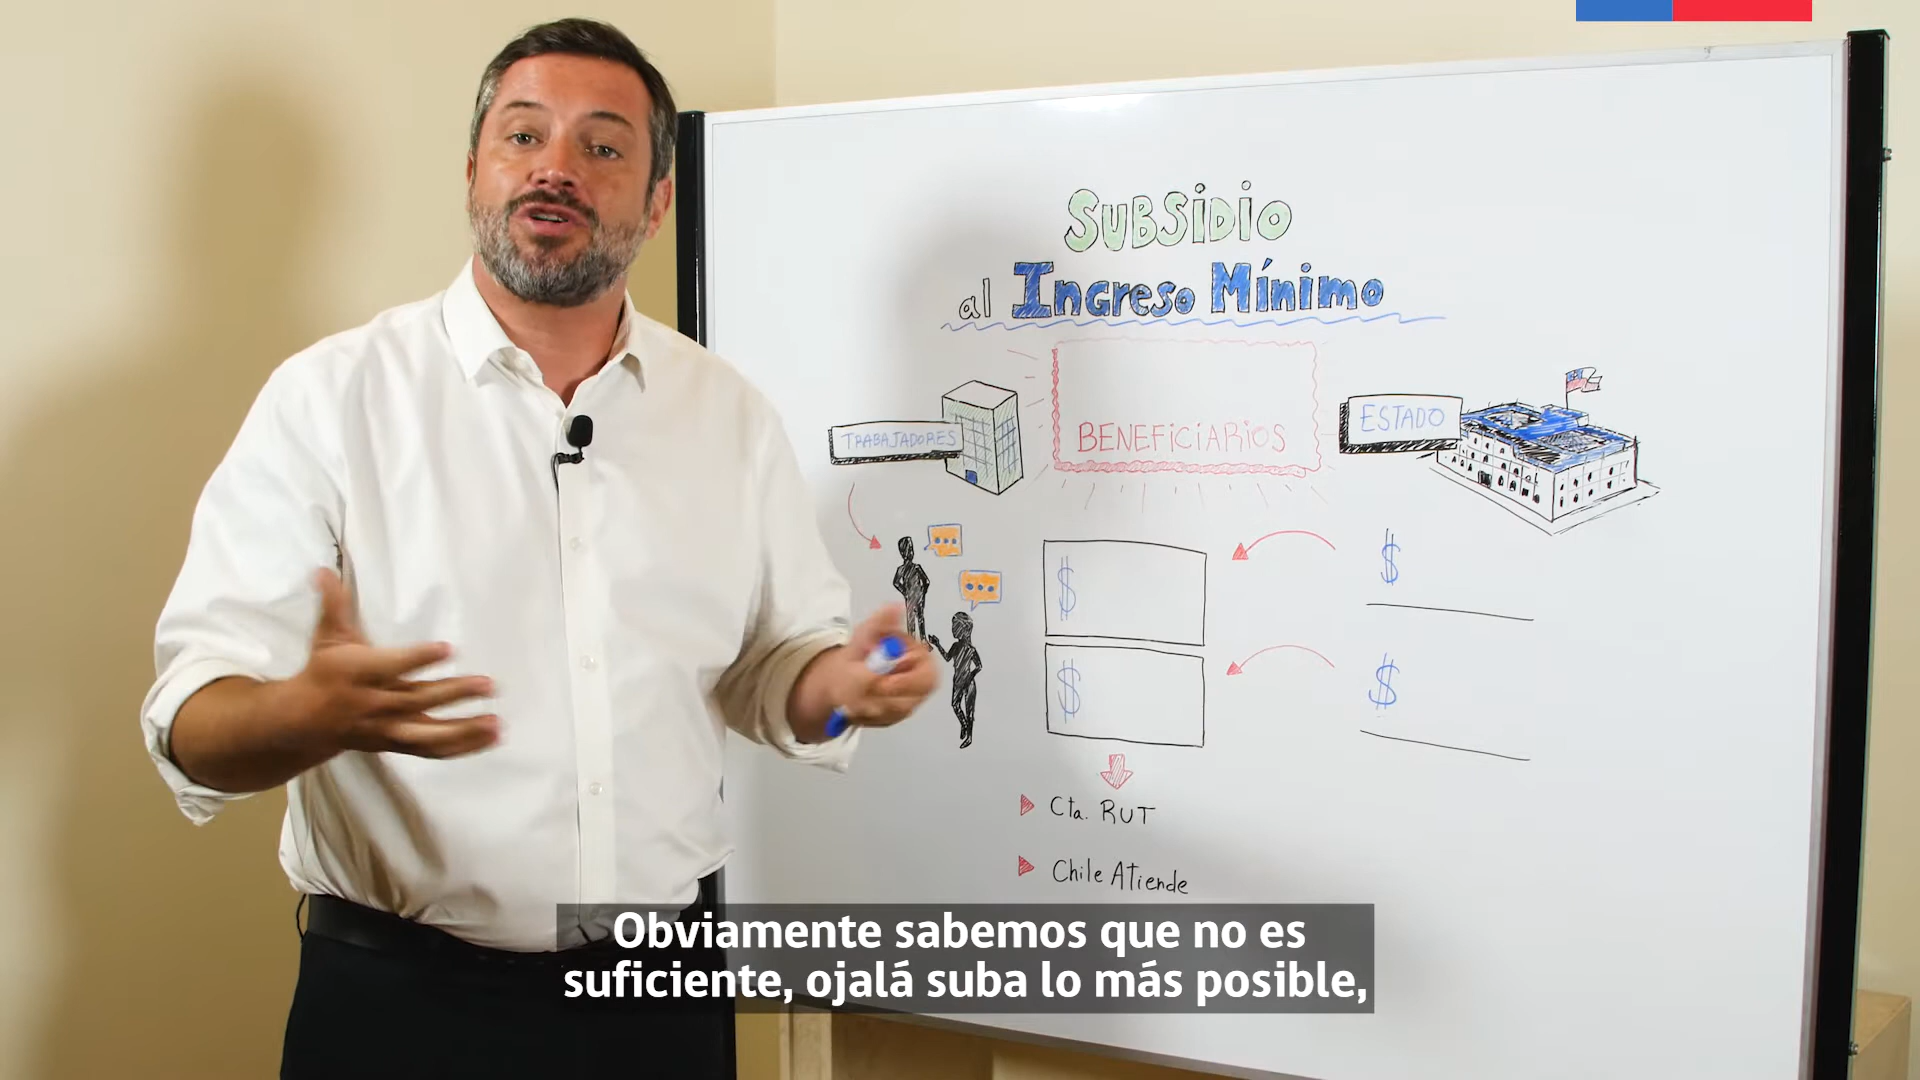 SUBSIDIO
al Ingreso Mínimo
TRABAJADORES
BENEFICIARIOS
ESTADO
$
$
$
$
Cta. RUT
Chile Atiende
Obviamente sabemos que no es
suficiente, ojalá suba lo más posible,